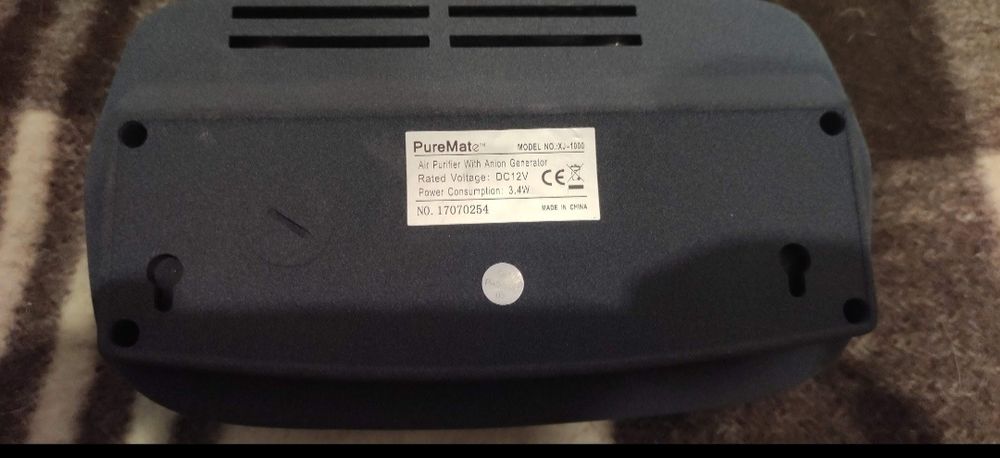 PureMate™ MODEL NO.:XJ-1000
Air Purifier With Anion Generator
Rated Voltage: DC12V
Power Consumption: 3.4W
NO. 17070254 MADE IN CHINA